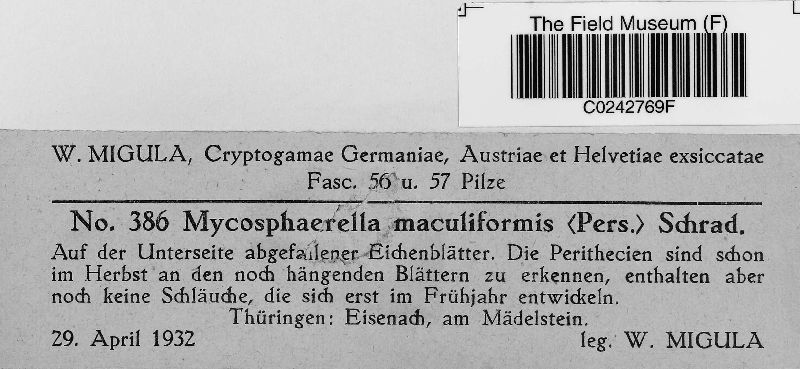 The Field Museum (F)
C0242769F
W. MIGULA, Cryptogamae Germaniae, Austriae et Helvetiae exsiccatae
Fasc. 56 u. 57 Pilze
No. 386 Mycosphaerella maculiformis (Pers.) Schrad.
Auf der Unterseite abgefallener Eichenblätter. Die Perithecien sind schon
im Herbst an den noch hängenden Blättern zu erkennen, enthalten aber
noch keine Schläuche, die sich erst im Frühjahr entwickeln.
Thüringen: Eisenach, am Mädelstein.
29. April 1932 leg. W. MIGULA